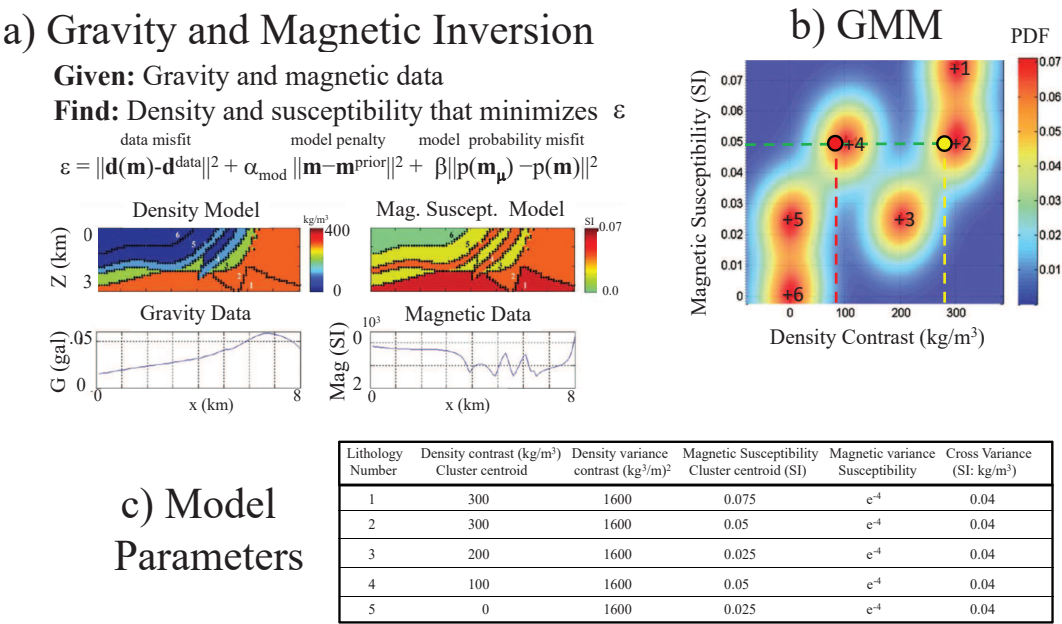 a) Gravity and Magnetic Inversion
Given: Gravity and magnetic data
Find: Density and susceptibility that minimizes ε
data misfit model penalty model probability misfit
ε = ||d(m)-d^data||² + α_mod ||m−m^prior||² + β||p(m_μ) −p(m)||²
Density Model
kg/m³
400
0
Z (km)
0
3
6
5
2
1
Mag. Suscept. Model
SI
0.07
0.0
6
5
2
1
Gravity Data
G (gal)
.05
0
0
8
x (km)
Magnetic Data
10³
Mag (SI)
0
2
0
8
x (km)
b) GMM
PDF
Magnetic Susceptibility (SI)
0.07
0.06
0.05
0.04
0.03
0.02
0.01
0
+1
+2
+3
+4
+5
+6
0 100 200 300
Density Contrast (kg/m³)
0.07
0.06
0.05
0.04
0.03
0.02
0.01
c) Model
Parameters
Lithology Density contrast (kg/m³) Density variance Magnetic Susceptibility Magnetic variance Cross Variance
Number Cluster centroid contrast (kg³/m)² Cluster centroid (SI) Susceptibility (SI: kg/m³)
1 300 1600 0.075 e⁻⁴ 0.04
2 300 1600 0.05 e⁻⁴ 0.04
3 200 1600 0.025 e⁻⁴ 0.04
4 100 1600 0.05 e⁻⁴ 0.04
5 0 1600 0.025 e⁻⁴ 0.04